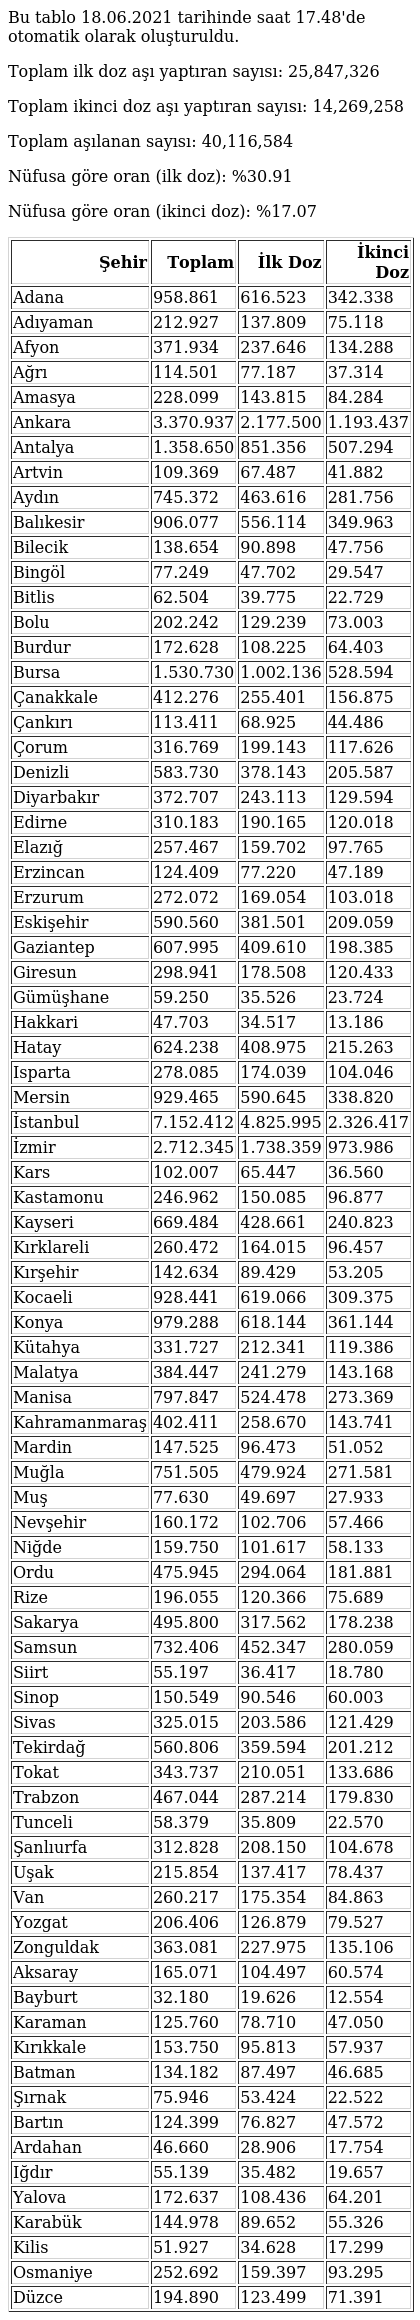 Bu tablo 18.06.2021 tarihinde saat 17.48'de
otomatik olarak oluşturuldu.
Toplam ilk doz aşı yaptıran sayısı: 25,847,326
Toplam ikinci doz aşı yaptıran sayısı: 14,269,258
Toplam aşılanan sayısı: 40,116,584
Nüfusa göre oran (ilk doz): %30.91
Nüfusa göre oran (ikinci doz): %17.07
Şehir Toplam İlk Doz İkinci Doz
Adana 958.861 616.523 342.338
Adıyaman 212.927 137.809 75.118
Afyon 371.934 237.646 134.288
Ağrı 114.501 77.187 37.314
Amasya 228.099 143.815 84.284
Ankara 3.370.937 2.177.500 1.193.437
Antalya 1.358.650 851.356 507.294
Artvin 109.369 67.487 41.882
Aydın 745.372 463.616 281.756
Balıkesir 906.077 556.114 349.963
Bilecik 138.654 90.898 47.756
Bingöl 77.249 47.702 29.547
Bitlis 62.504 39.775 22.729
Bolu 202.242 129.239 73.003
Burdur 172.628 108.225 64.403
Bursa 1.530.730 1.002.136 528.594
Çanakkale 412.276 255.401 156.875
Çankırı 113.411 68.925 44.486
Çorum 316.769 199.143 117.626
Denizli 583.730 378.143 205.587
Diyarbakır 372.707 243.113 129.594
Edirne 310.183 190.165 120.018
Elazığ 257.467 159.702 97.765
Erzincan 124.409 77.220 47.189
Erzurum 272.072 169.054 103.018
Eskişehir 590.560 381.501 209.059
Gaziantep 607.995 409.610 198.385
Giresun 298.941 178.508 120.433
Gümüşhane 59.250 35.526 23.724
Hakkari 47.703 34.517 13.186
Hatay 624.238 408.975 215.263
Isparta 278.085 174.039 104.046
Mersin 929.465 590.645 338.820
İstanbul 7.152.412 4.825.995 2.326.417
İzmir 2.712.345 1.738.359 973.986
Kars 102.007 65.447 36.560
Kastamonu 246.962 150.085 96.877
Kayseri 669.484 428.661 240.823
Kırklareli 260.472 164.015 96.457
Kırşehir 142.634 89.429 53.205
Kocaeli 928.441 619.066 309.375
Konya 979.288 618.144 361.144
Kütahya 331.727 212.341 119.386
Malatya 384.447 241.279 143.168
Manisa 797.847 524.478 273.369
Kahramanmaraş 402.411 258.670 143.741
Mardin 147.525 96.473 51.052
Muğla 751.505 479.924 271.581
Muş 77.630 49.697 27.933
Nevşehir 160.172 102.706 57.466
Niğde 159.750 101.617 58.133
Ordu 475.945 294.064 181.881
Rize 196.055 120.366 75.689
Sakarya 495.800 317.562 178.238
Samsun 732.406 452.347 280.059
Siirt 55.197 36.417 18.780
Sinop 150.549 90.546 60.003
Sivas 325.015 203.586 121.429
Tekirdağ 560.806 359.594 201.212
Tokat 343.737 210.051 133.686
Trabzon 467.044 287.214 179.830
Tunceli 58.379 35.809 22.570
Şanlıurfa 312.828 208.150 104.678
Uşak 215.854 137.417 78.437
Van 260.217 175.354 84.863
Yozgat 206.406 126.879 79.527
Zonguldak 363.081 227.975 135.106
Aksaray 165.071 104.497 60.574
Bayburt 32.180 19.626 12.554
Karaman 125.760 78.710 47.050
Kırıkkale 153.750 95.813 57.937
Batman 134.182 87.497 46.685
Şırnak 75.946 53.424 22.522
Bartın 124.399 76.827 47.572
Ardahan 46.660 28.906 17.754
Iğdır 55.139 35.482 19.657
Yalova 172.637 108.436 64.201
Karabük 144.978 89.652 55.326
Kilis 51.927 34.628 17.299
Osmaniye 252.692 159.397 93.295
Düzce 194.890 123.499 71.391